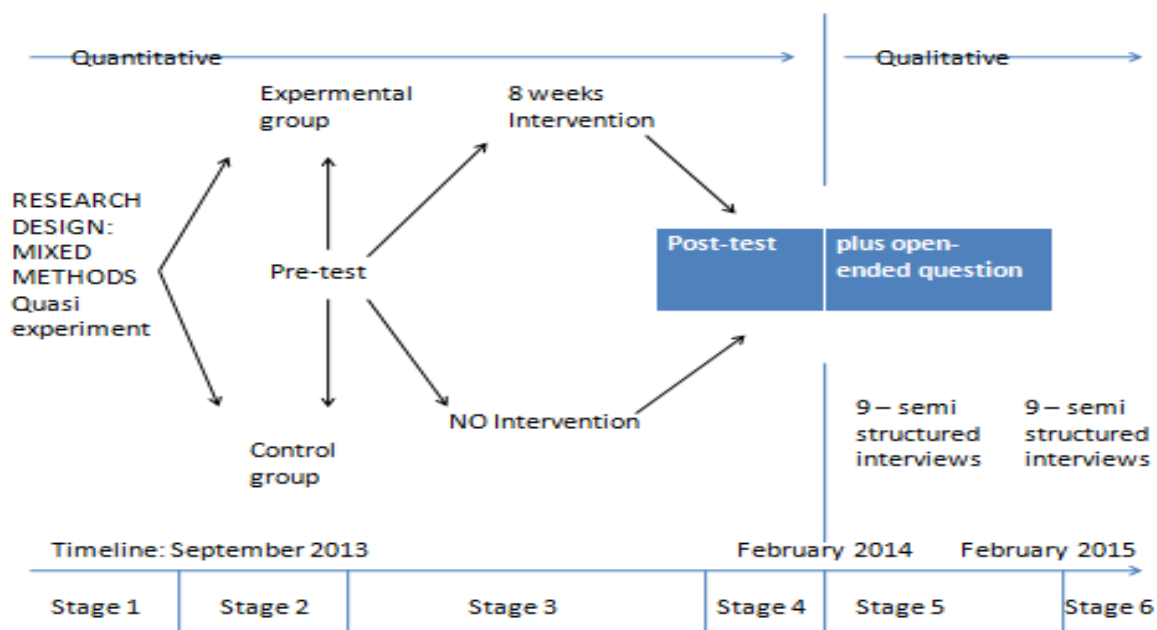 Quantitative
Qualitative
Expermental
group
8 weeks
Intervention
RESEARCH
DESIGN:
MIXED
METHODS
Quasi
experiment
Pre-test
Post-test
plus open-
ended question
NO Intervention
Control
group
9 – semi
structured
interviews
9 – semi
structured
interviews
Timeline: September 2013
February 2014
February 2015
Stage 1
Stage 2
Stage 3
Stage 4
Stage 5
Stage 6